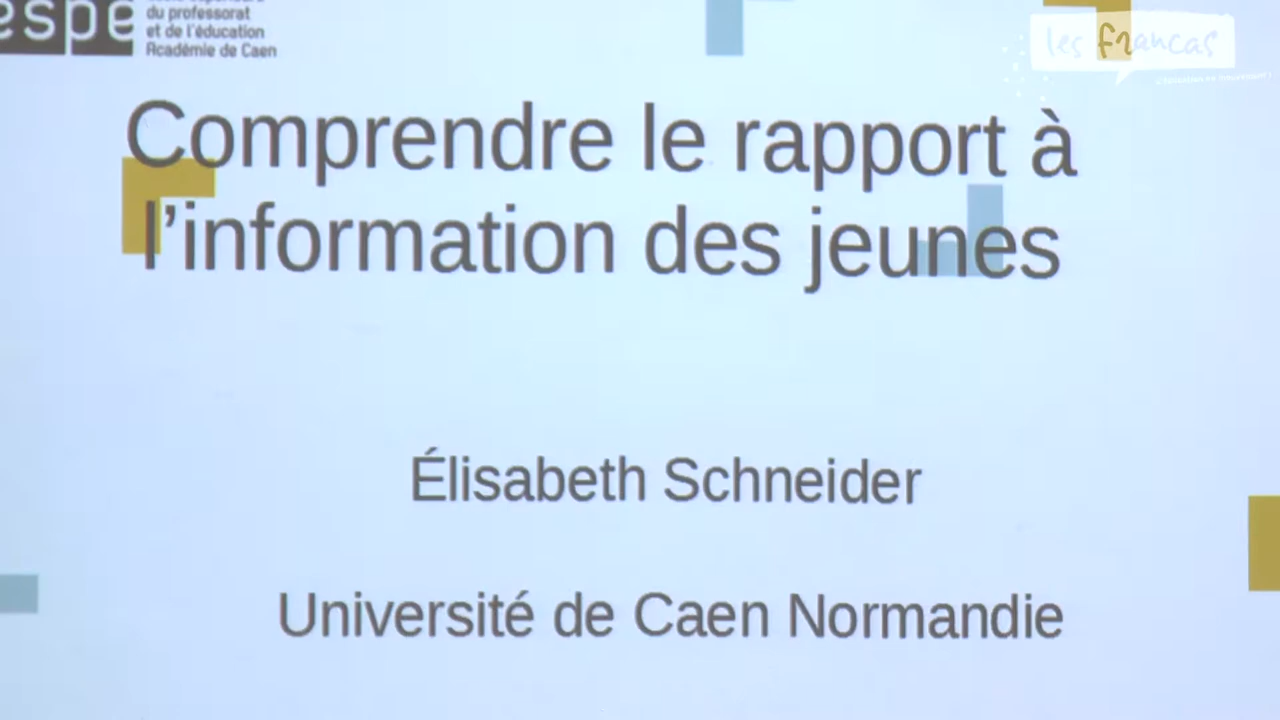 espe
du professorat
et de l'éducation
Académie de Caen
les francas
Comprendre le rapport à
l’information des jeunes
Élisabeth Schneider
Université de Caen Normandie